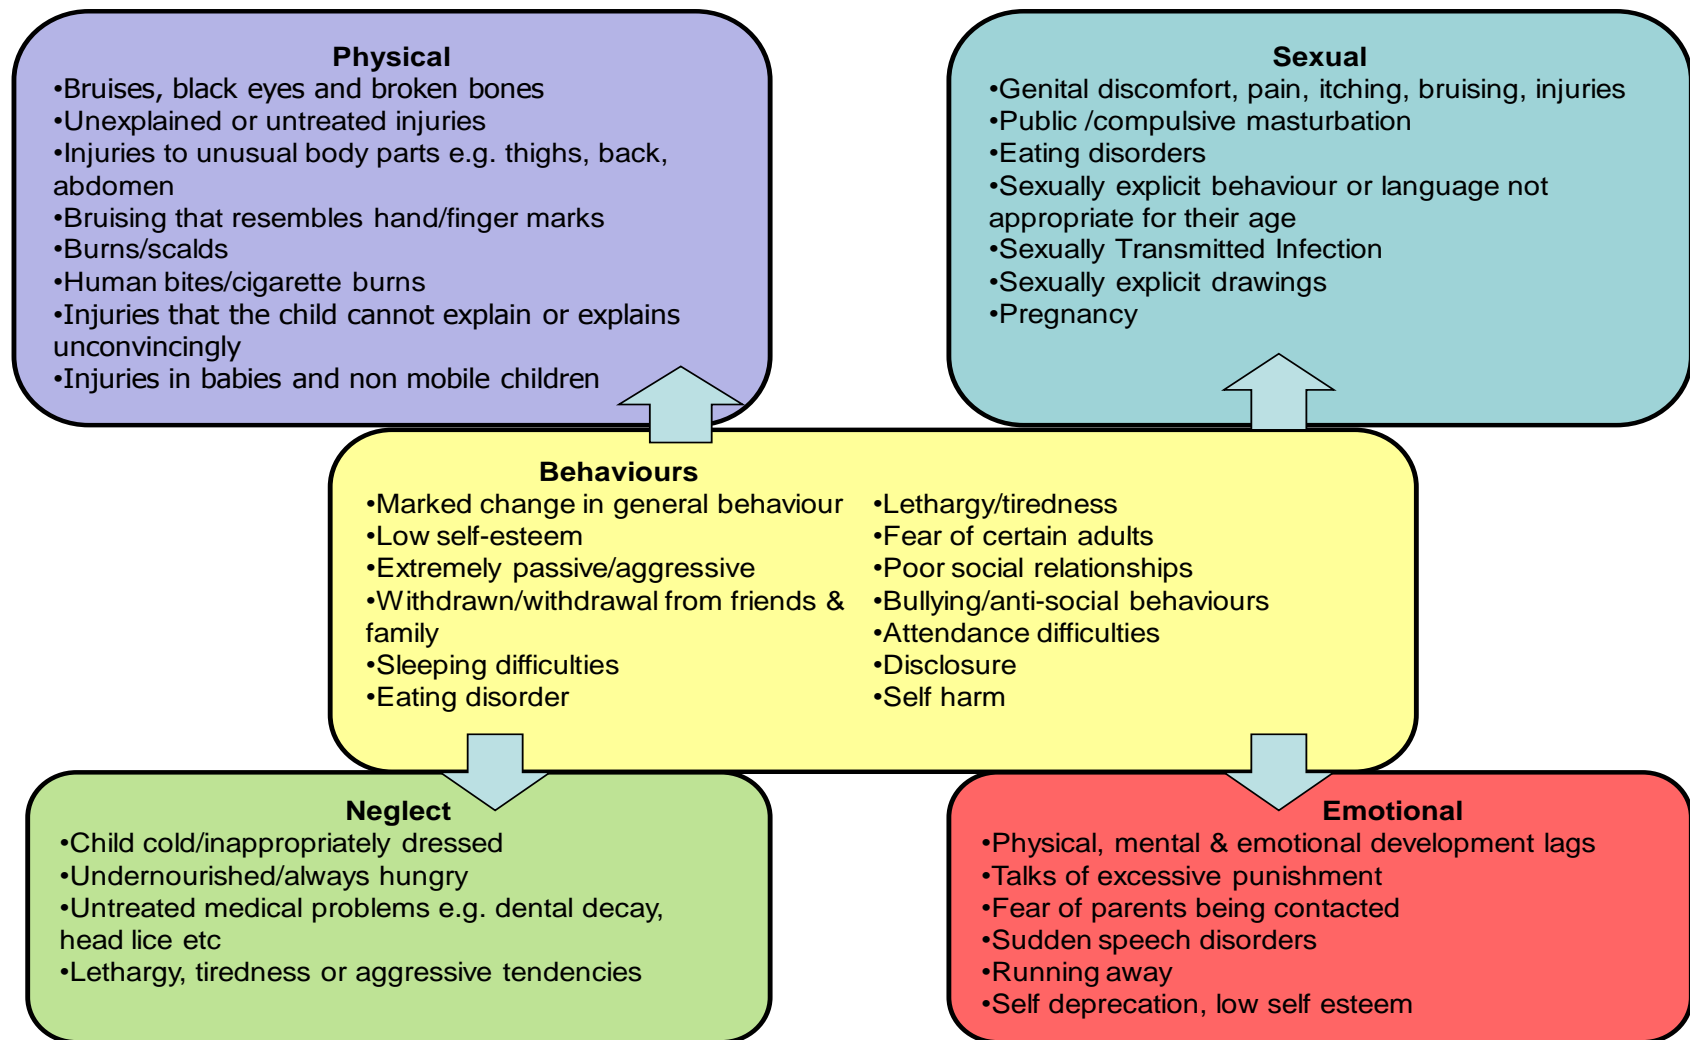 Physical
•Bruises, black eyes and broken bones
•Unexplained or untreated injuries
•Injuries to unusual body parts e.g. thighs, back,
abdomen
•Bruising that resembles hand/finger marks
•Burns/scalds
•Human bites/cigarette burns
•Injuries that the child cannot explain or explains
unconvincingly
•Injuries in babies and non mobile children
Sexual
•Genital discomfort, pain, itching, bruising, injuries
•Public /compulsive masturbation
•Eating disorders
•Sexually explicit behaviour or language not
appropriate for their age
•Sexually Transmitted Infection
•Sexually explicit drawings
•Pregnancy
Behaviours
•Marked change in general behaviour
•Low self-esteem
•Extremely passive/aggressive
•Withdrawn/withdrawal from friends &
family
•Sleeping difficulties
•Eating disorder
•Lethargy/tiredness
•Fear of certain adults
•Poor social relationships
•Bullying/anti-social behaviours
•Attendance difficulties
•Disclosure
•Self harm
Neglect
•Child cold/inappropriately dressed
•Undernourished/always hungry
•Untreated medical problems e.g. dental decay,
head lice etc
•Lethargy, tiredness or aggressive tendencies
Emotional
•Physical, mental & emotional development lags
•Talks of excessive punishment
•Fear of parents being contacted
•Sudden speech disorders
•Running away
•Self deprecation, low self esteem